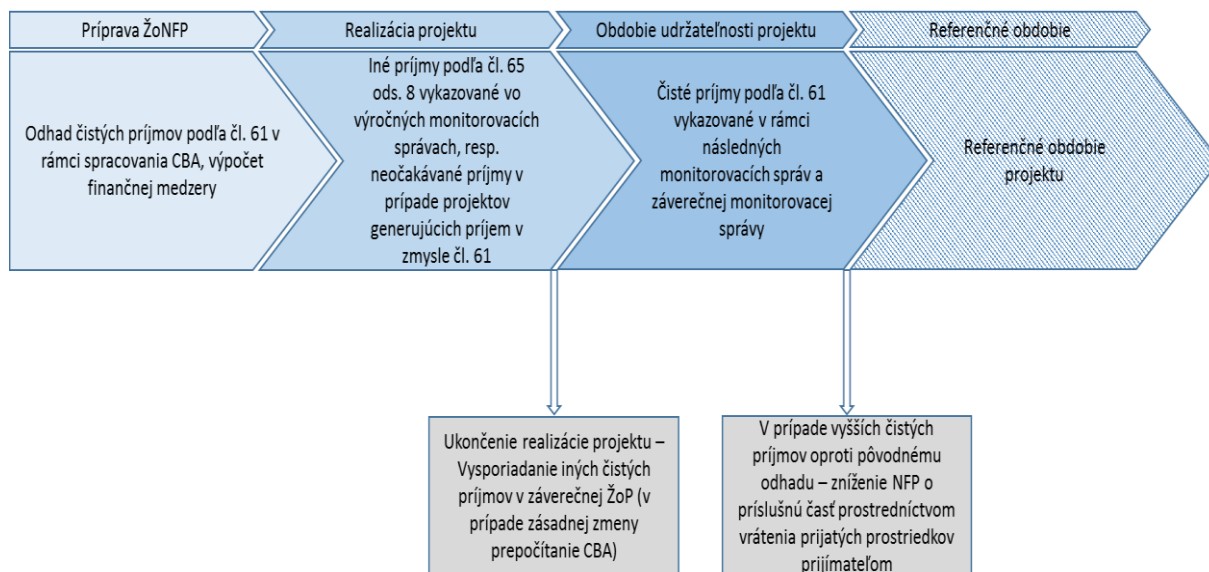 Príprava ŽoNFP
Realizácia projektu
Obdobie udržateľnosti projektu
Referenčné obdobie
Odhad čistých príjmov podľa čl. 61 v
rámci spracovania CBA, výpočet
finančnej medzery
Iné príjmy podľa čl. 65
ods. 8 vykazované vo
výročných monitorovacích
správach, resp.
neočakávané príjmy v
prípade projektov
generujúcich príjem v
zmysle čl. 61
Čisté príjmy podľa čl. 61
vykazované v rámci
následných
monitorovacích správ a
záverečnej monitorovacej
správy
Referenčné obdobie
projektu
Ukončenie realizácie projektu –
Vysporiadanie iných čistých
príjmov v záverečnej ŽoP (v
prípade zásadnej zmeny
prepočítanie CBA)
V prípade vyšších čistých
príjmov oproti pôvodnému
odhadu – zníženie NFP o
príslušnú časť prostredníctvom
vrátenia prijatých prostriedkov
prijímateľom